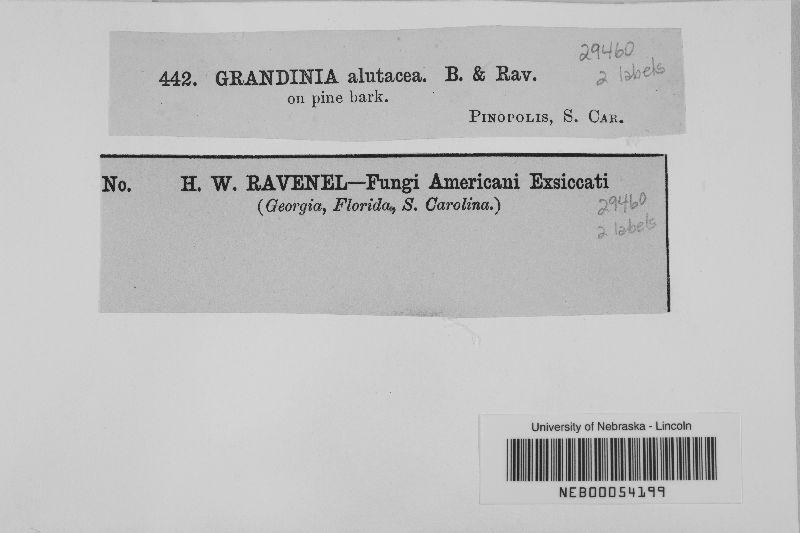 29460
2 labels
442. GRANDINIA alutacea. B. & Rav.
on pine bark.
PINOPOLIS, S. CAR.
No. H. W. RAVENEL—Fungi Americani Exsiccati
(Georgia, Florida, S. Carolina.)
29460
2 labels
University of Nebraska - Lincoln
NEB00054199